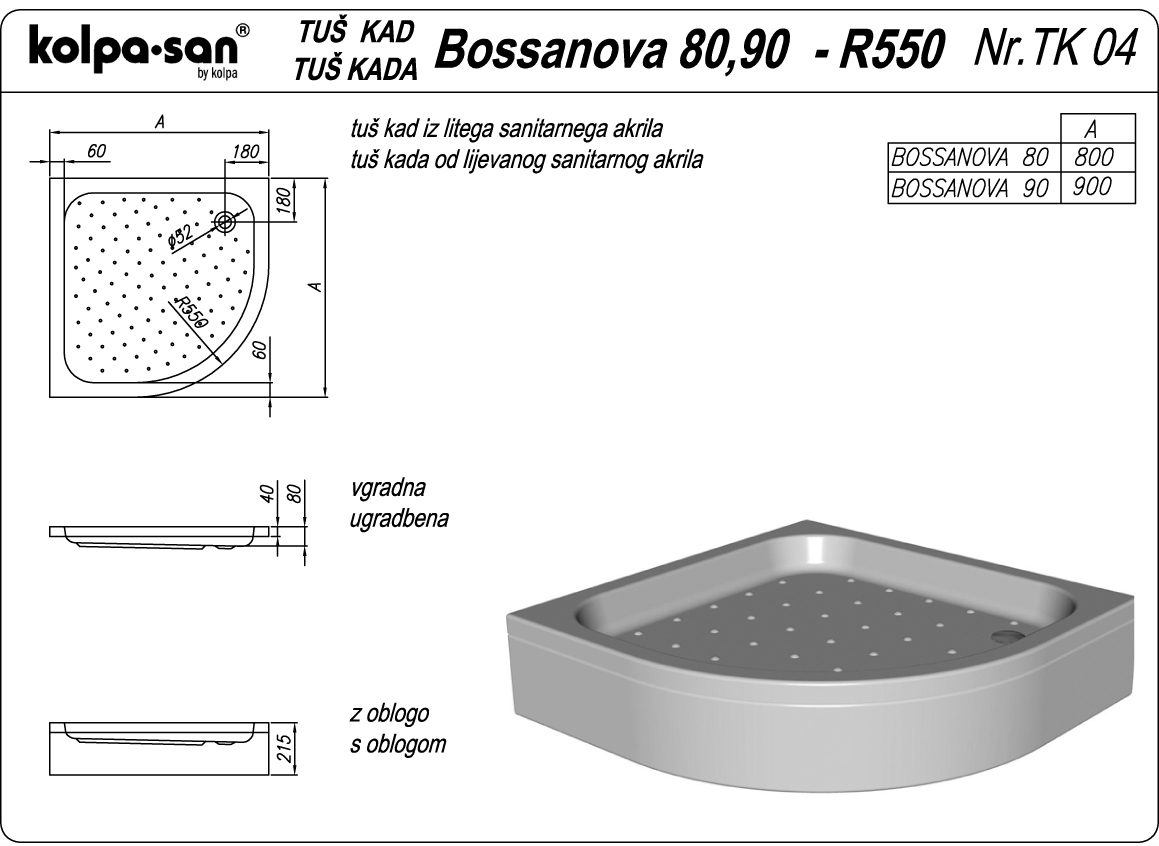 kolpa•san®
by kolpa
TUŠ KAD
TUŠ KADA
Bossanova 80,90 - R550
Nr.TK 04
tuš kad iz litega sanitarnega akrila
tuš kada od lijevanog sanitarnog akrila
A
BOSSANOVA 80 800
BOSSANOVA 90 900
A
60
180
180
ø52
A
R550
60
40
80
vgradna
ugradbena
z oblogo
s oblogom
215